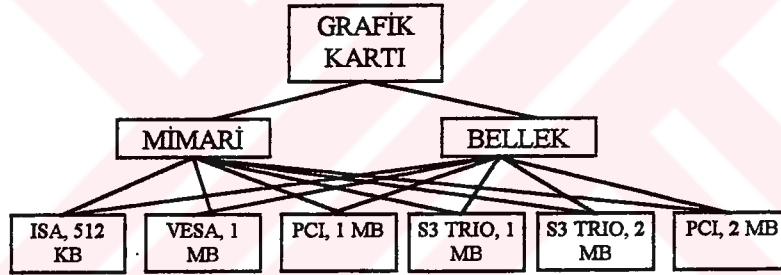 GRAFİK
KARTI
MİMARİ
BELLEK
ISA, 512
KB
VESA, 1
MB
PCI, 1 MB
S3 TRIO, 1
MB
S3 TRIO, 2
MB
PCI, 2 MB